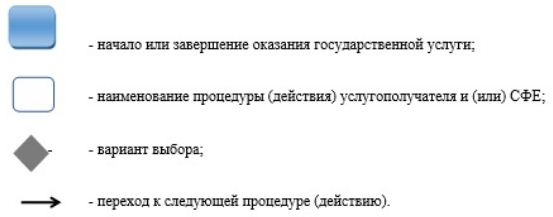 - начало или завершение оказания государственной услуги;
- наименование процедуры (действия) услугополучателя и (или) СФЕ;
- - вариант выбора;
- переход к следующей процедуре (действию).